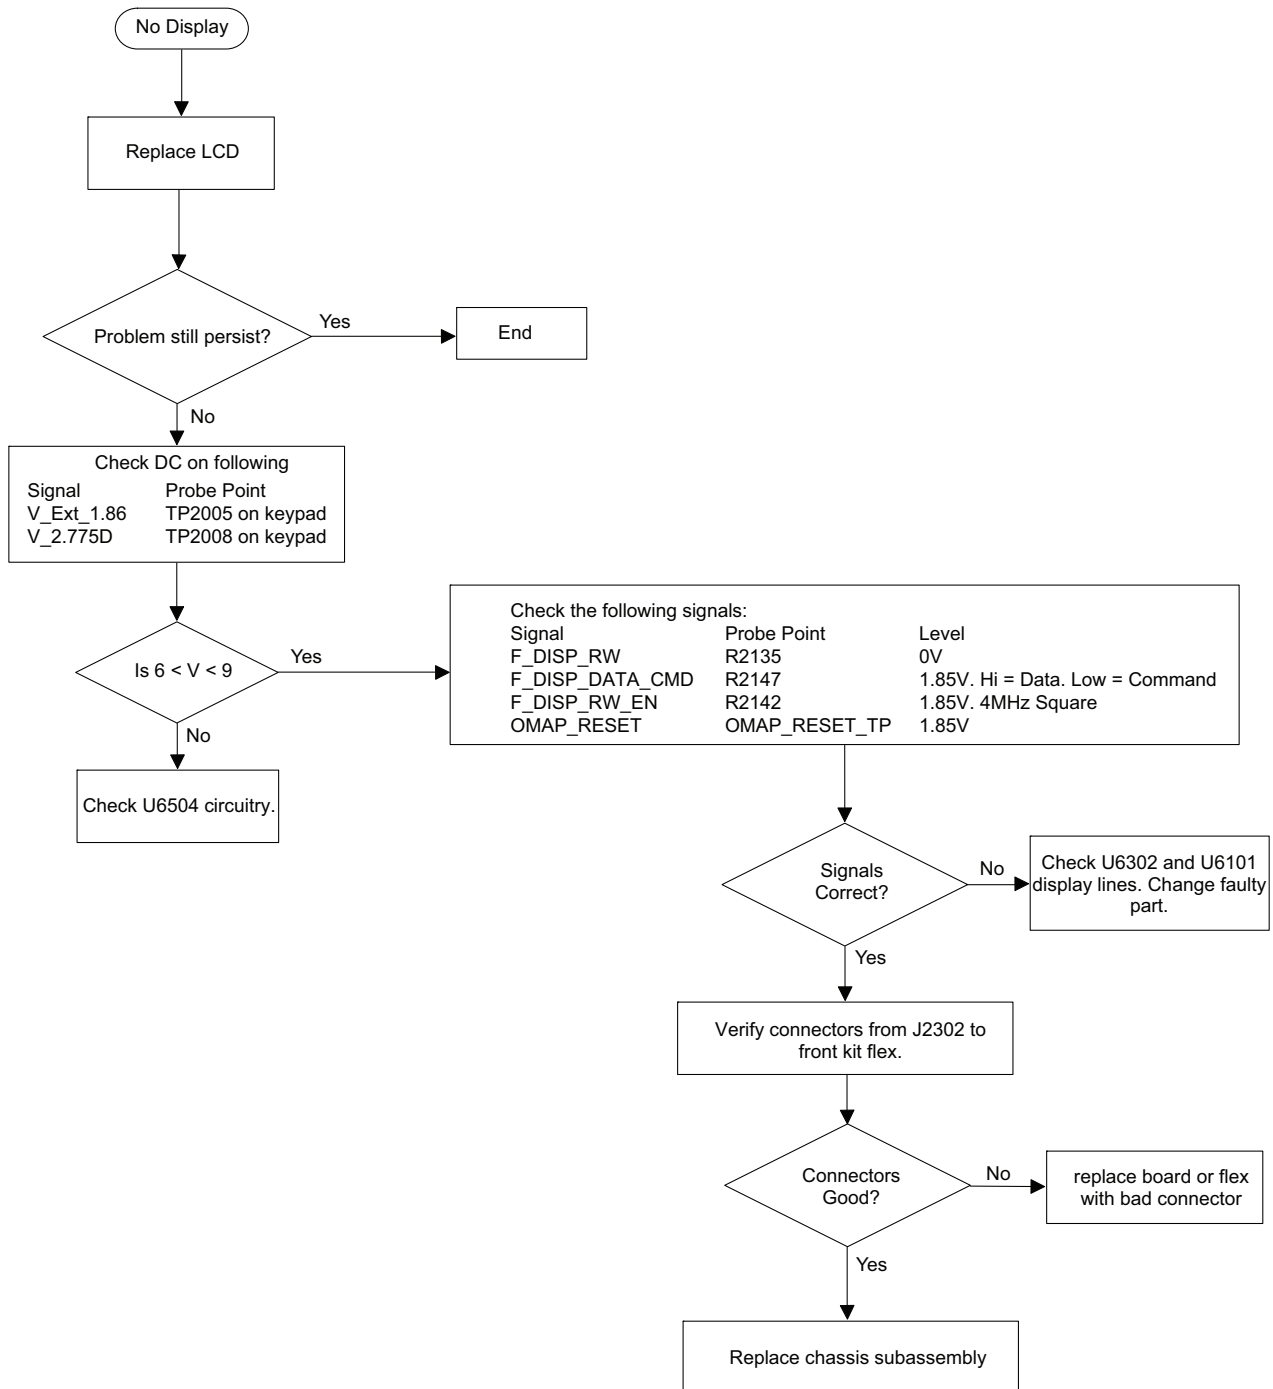 No Display
Replace LCD
Problem still persist?
Yes
End
No
Check DC on following
Signal Probe Point
V_Ext_1.86 TP2005 on keypad
V_2.775D TP2008 on keypad
Is 6 < V < 9
Yes
No
Check U6504 circuitry.
Check the following signals:
Signal Probe Point Level
F_DISP_RW R2135 0V
F_DISP_DATA_CMD R2147 1.85V. Hi = Data. Low = Command
F_DISP_RW_EN R2142 1.85V. 4MHz Square
OMAP_RESET OMAP_RESET_TP 1.85V
Signals
Correct?
No
Check U6302 and U6101
display lines. Change faulty
part.
Yes
Verify connectors from J2302 to
front kit flex.
Connectors
Good?
No
replace board or flex
with bad connector
Yes
Replace chassis subassembly